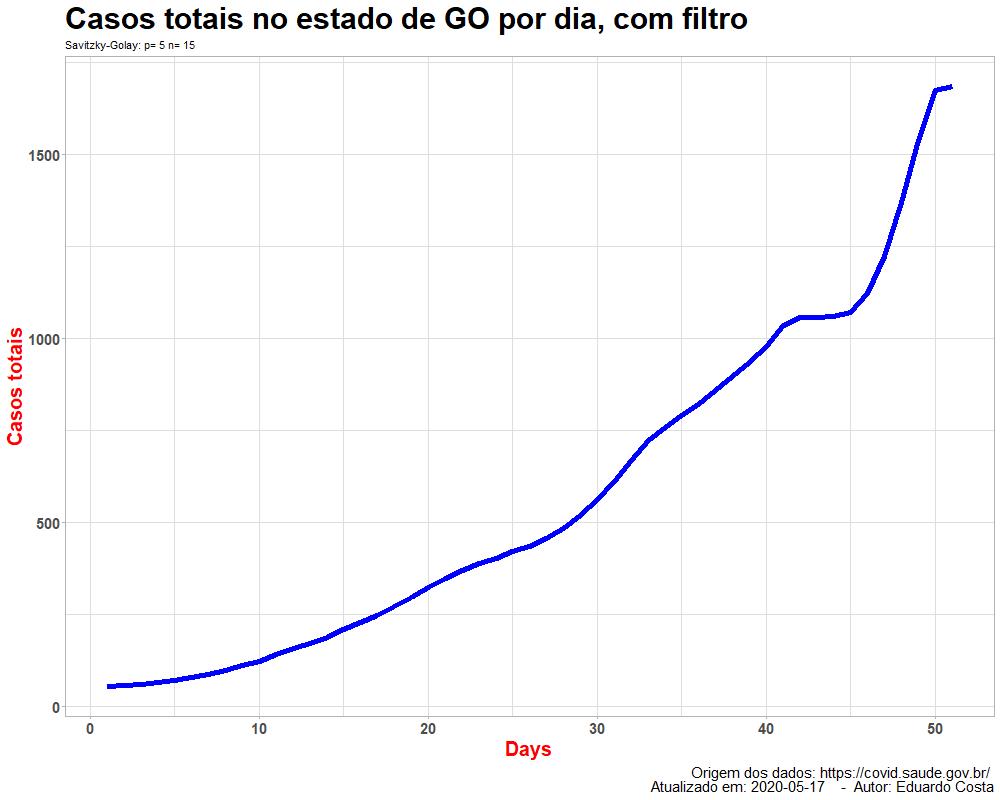 Casos totais no estado de GO por dia, com filtro
Savitzky-Golay: p= 5 n= 15
Casos totais
1500
1000
500
0
0 10 20 30 40 50
Days
Origem dos dados: https://covid.saude.gov.br/
Atualizado em: 2020-05-17 - Autor: Eduardo Costa